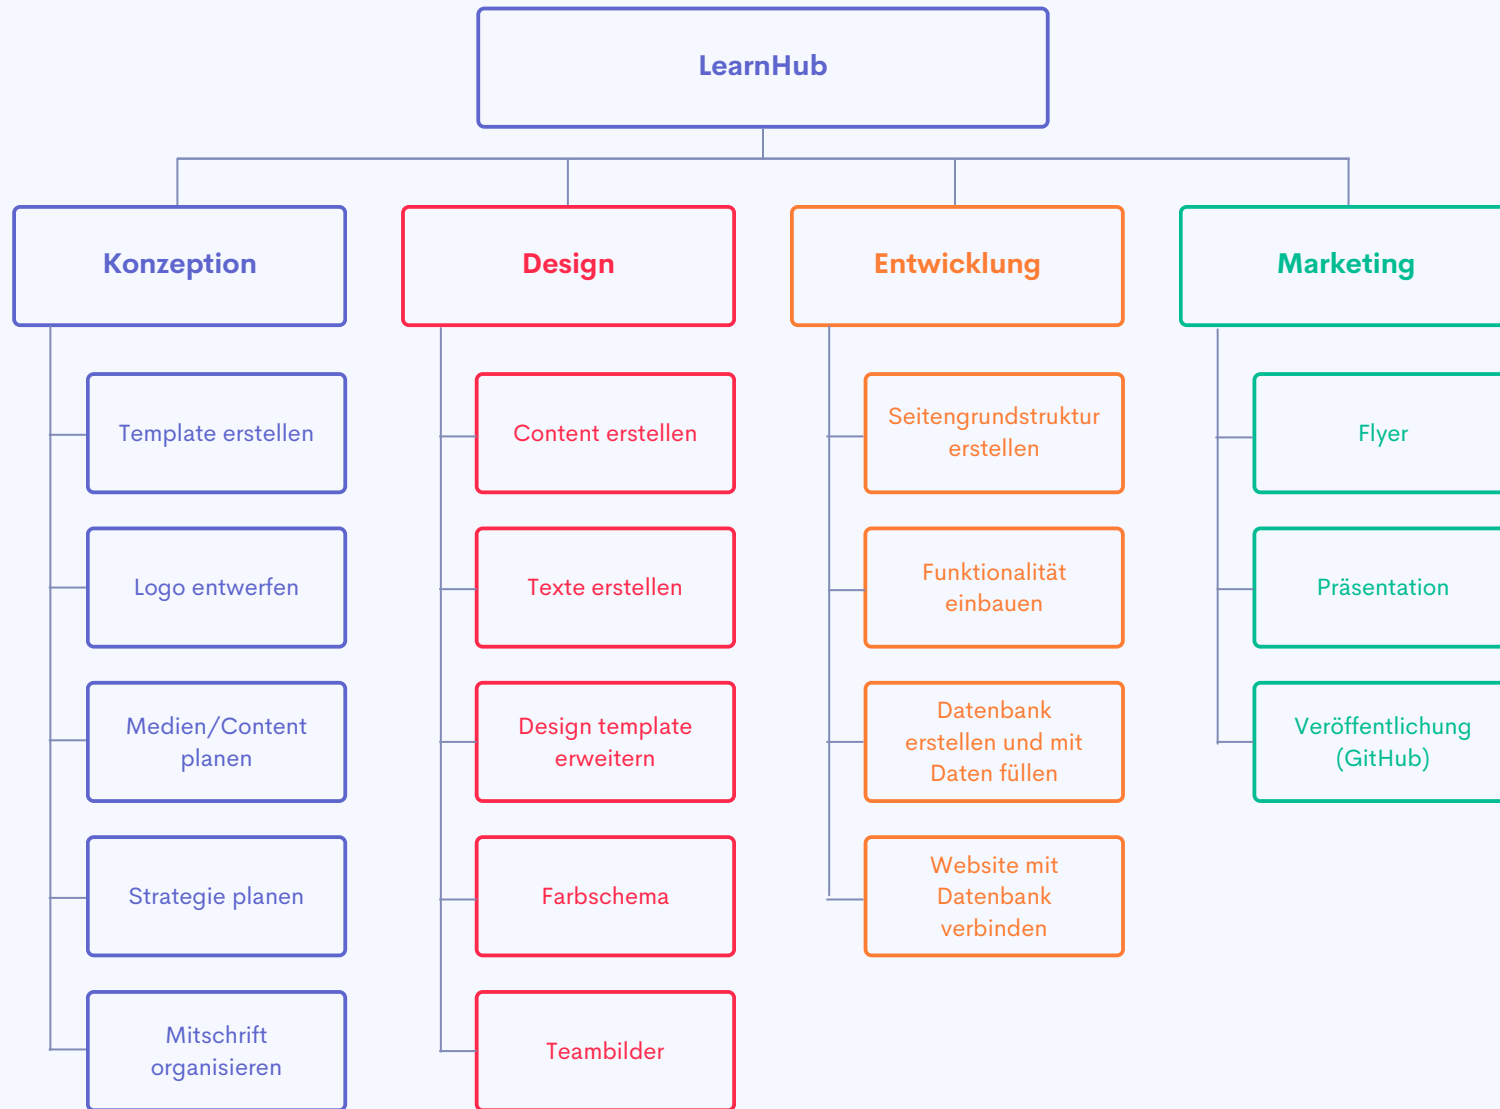 LearnHub
Konzeption
Template erstellen
Logo entwerfen
Medien/Content
planen
Strategie planen
Mitschrift
organisieren
Design
Content erstellen
Texte erstellen
Design template
erweitern
Farbschema
Teambilder
Entwicklung
Seitengrundstruktur
erstellen
Funktionalität
einbauen
Datenbank
erstellen und mit
Daten füllen
Website mit
Datenbank
verbinden
Marketing
Flyer
Präsentation
Veröffentlichung
(GitHub)